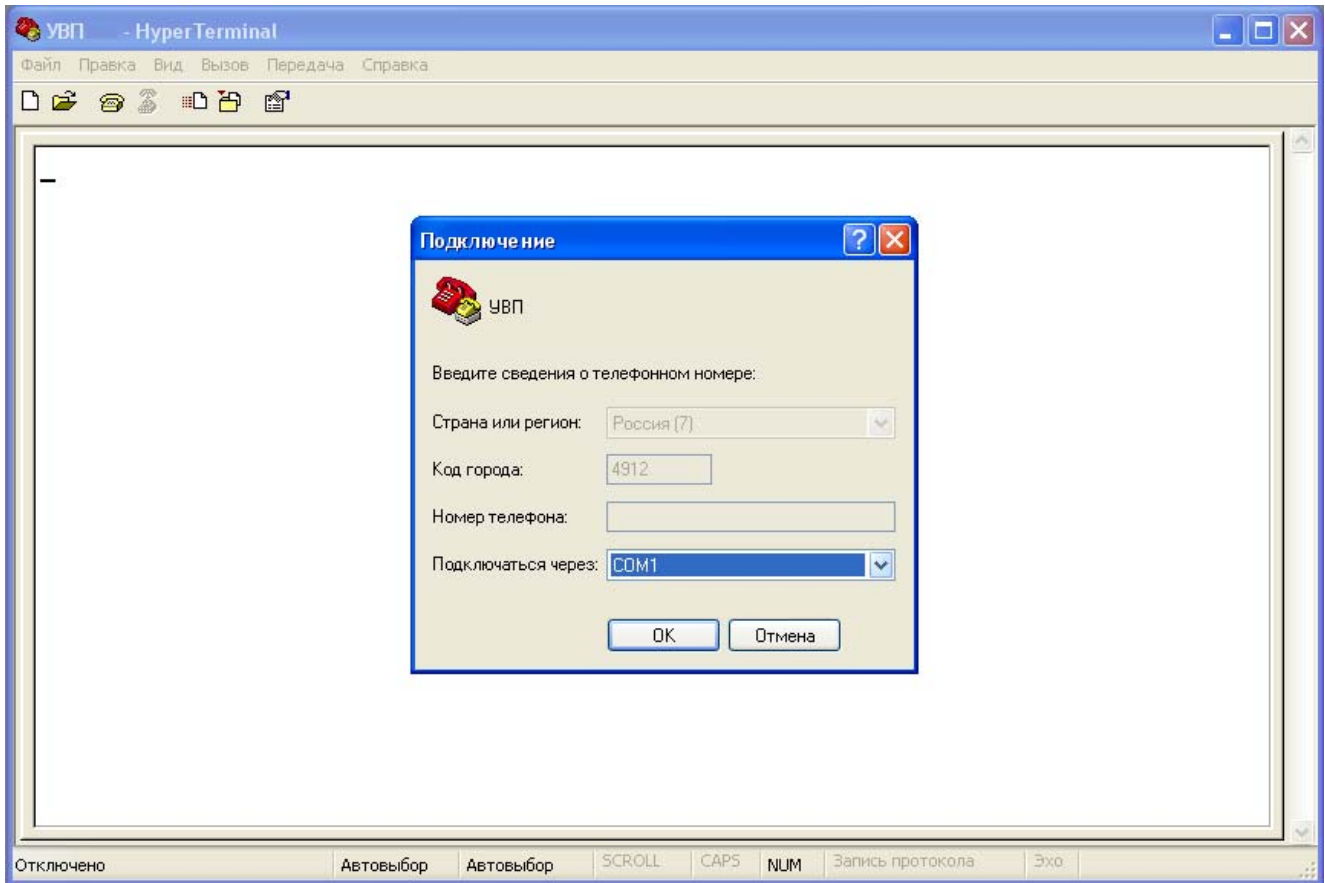 УВП - HyperTerminal
Файл Правка Вид Вызов Передача Справка
Подключение
УВП
Введите сведения о телефонном номере:
Страна или регион: Россия (7)
Код города: 4912
Номер телефона:
Подключаться через: COM1
OK Отмена
Отключено Автовыбор Автовыбор SCROLL CAPS NUM Запись протокола Эхо